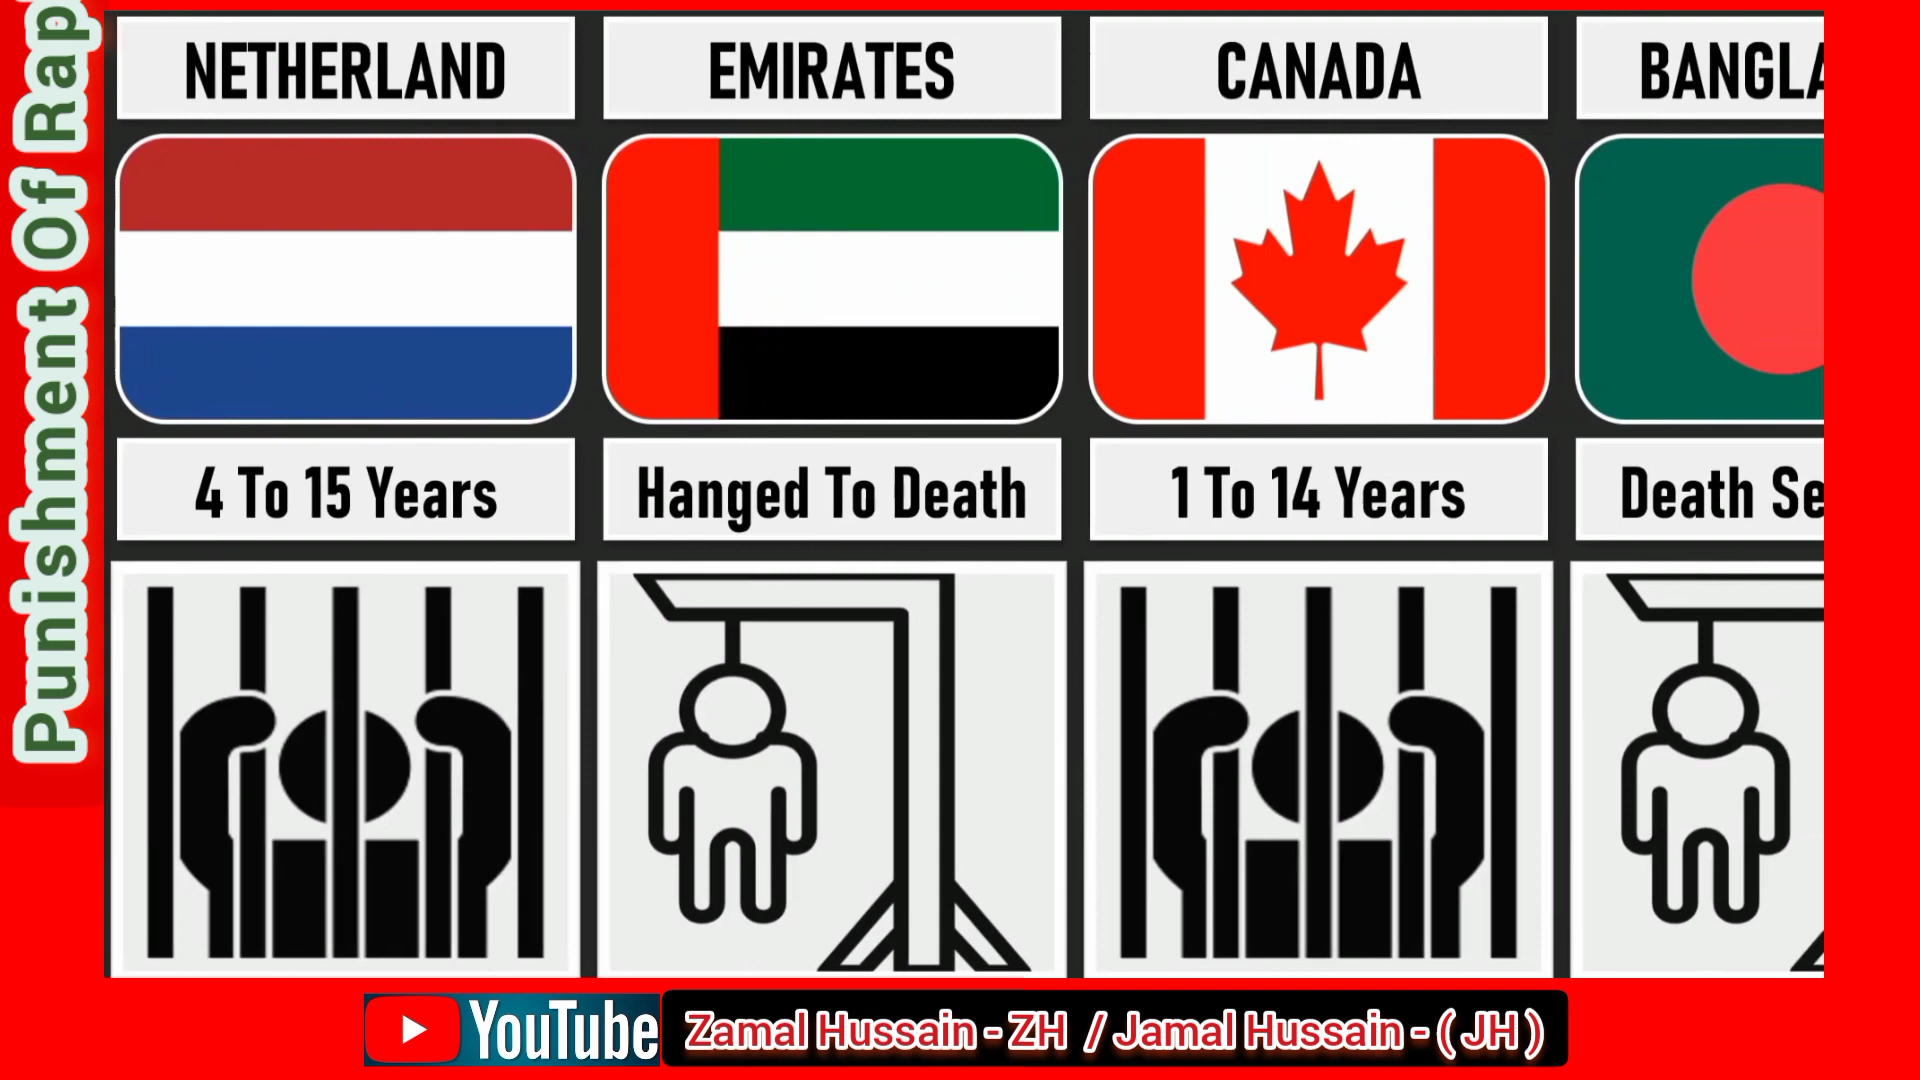 Punishment Of Rap
NETHERLAND
EMIRATES
CANADA
BANGLA
4 To 15 Years
Hanged To Death
1 To 14 Years
Death Se
YouTube
Zamal Hussain - ZH / Jamal Hussain - ( JH )